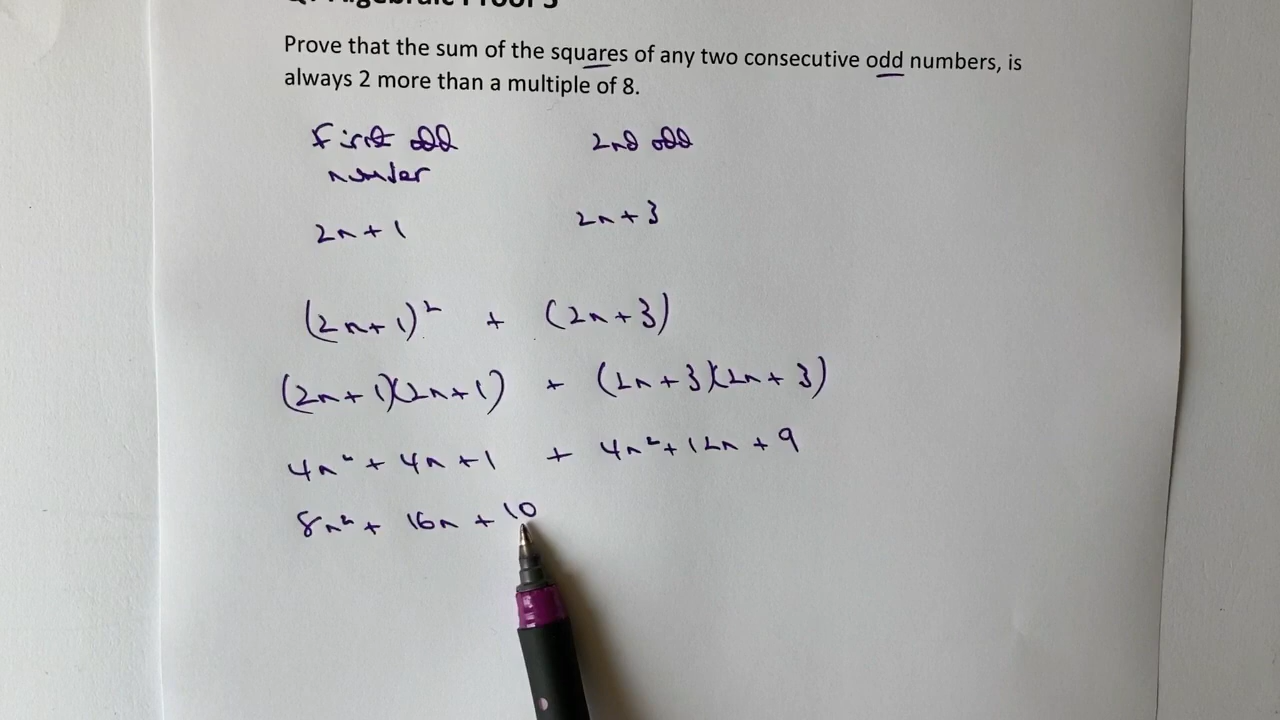 Prove that the sum of the squares of any two consecutive odd numbers, is
always 2 more than a multiple of 8.
First odd 2nd odd
number
2n + 1 2n + 3
(2n+1)² + (2n+3)
(2n+1)(2n+1) + (2n+3)(2n+3)
4n² + 4n + 1 + 4n² + 12n + 9
8n² + 16n + 10